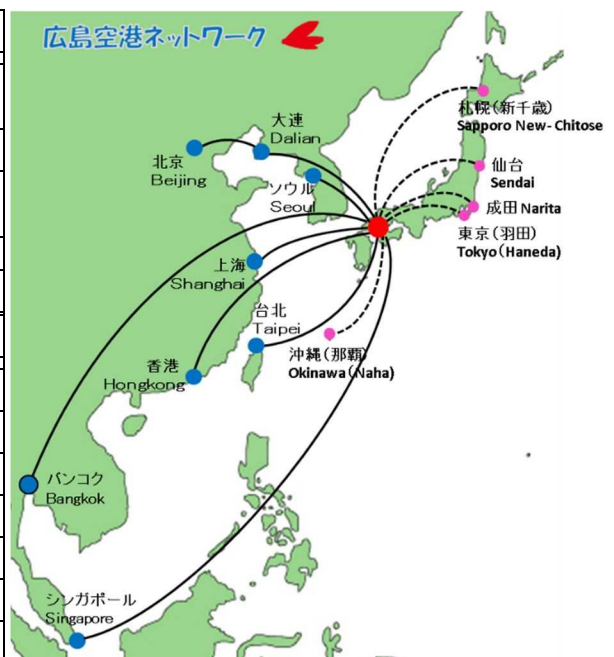 広島空港ネットワーク
札幌(新千歳)
Sapporo New-Chitose
大連
Dalian
北京
Beijing
仙台
Sendai
ソウル
Seoul
成田 Narita
東京(羽田)
Tokyo(Haneda)
上海
Shanghai
台北
Taipei
沖縄(那覇)
Okinawa(Naha)
香港
Hongkong
バンコク
Bangkok
シンガポール
Singapore